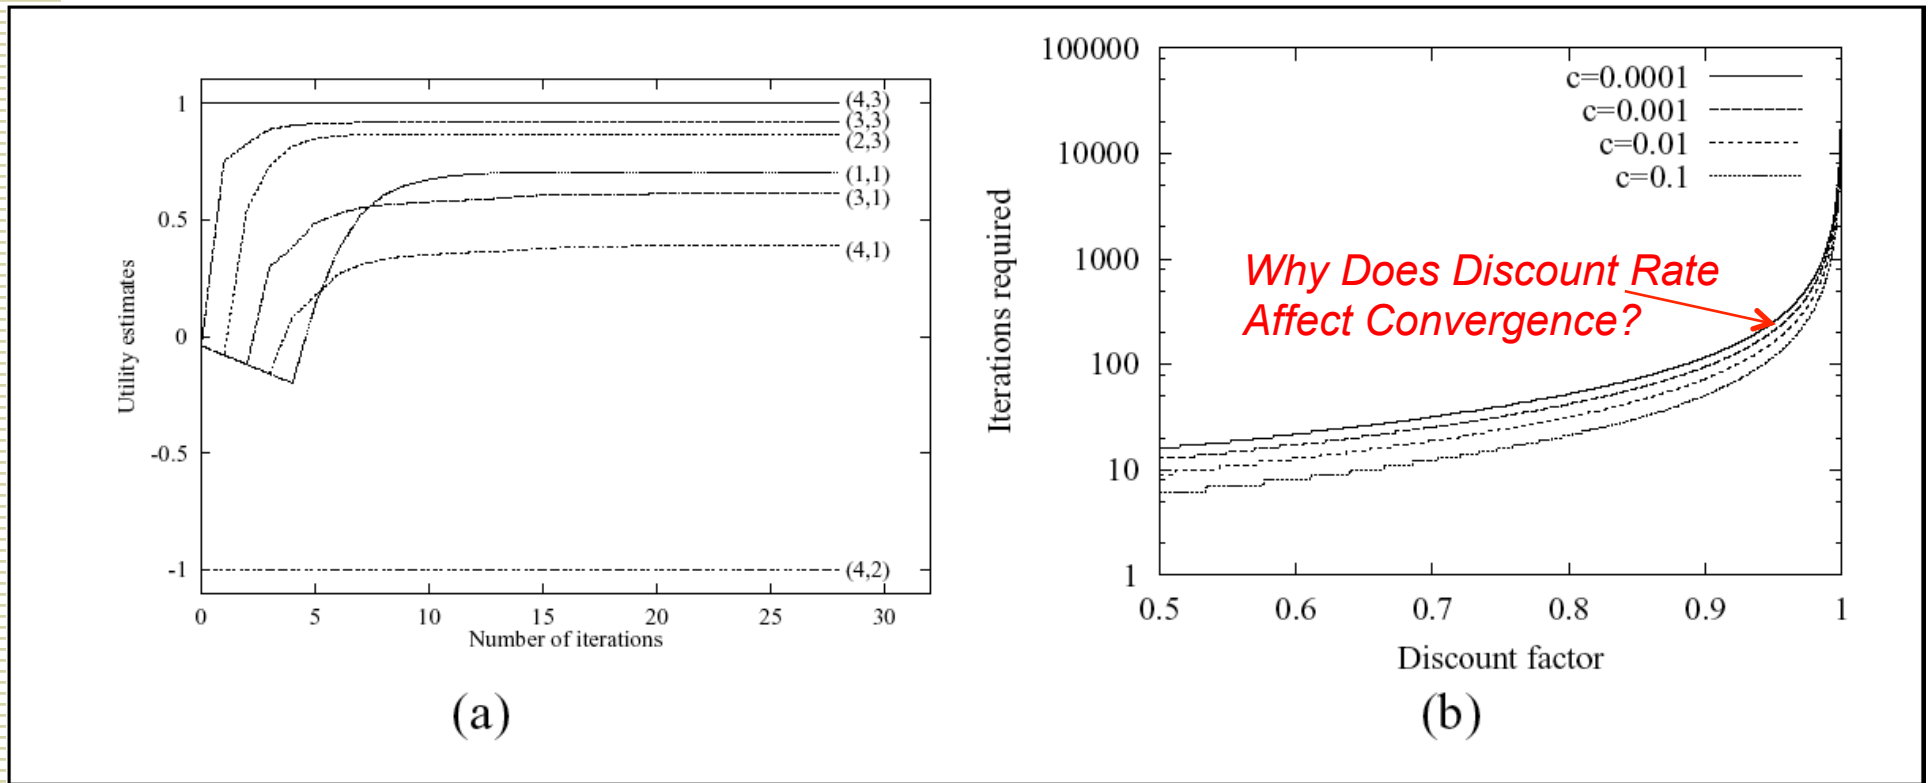 1
0.5
0
-0.5
-1
Utility estimates
0 5 10 15 20 25 30
Number of iterations
(4,3)
(3,3)
(2,3)
(1,1)
(3,1)
(4,1)
(4,2)
(a)
100000
10000
1000
100
10
1
Iterations required
c=0.0001
c=0.001
c=0.01
c=0.1
Why Does Discount Rate
Affect Convergence?
0.5 0.6 0.7 0.8 0.9 1
Discount factor
(b)